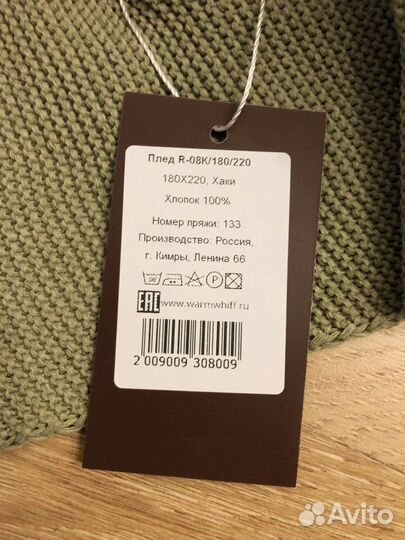 Плед R-08K/180/220
180X220, Хаки
Хлопок 100%
Номер пряжи: 133
Производство: Россия,
г. Кимры, Ленина 66
30
P
EAC www.warmwhiff.ru
2 009009 308009
Avito